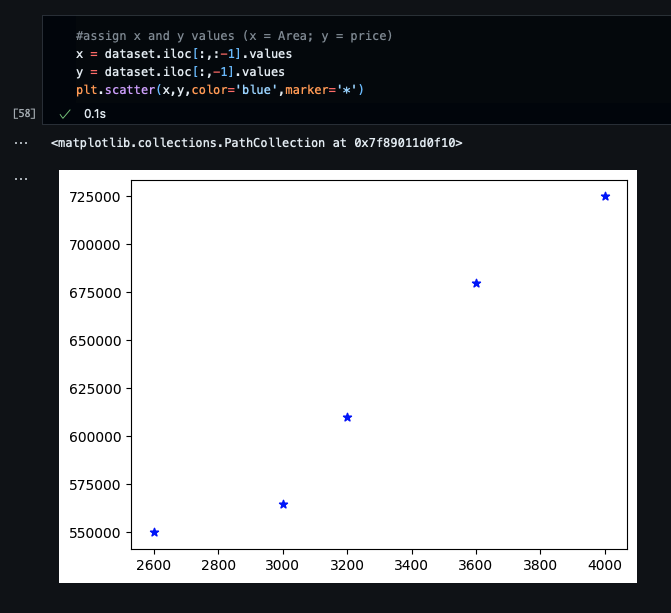 #assign x and y values (x = Area; y = price)
x = dataset.iloc[:,:-1].values
y = dataset.iloc[:,-1].values
plt.scatter(x,y,color='blue',marker='*')
[58] ✓ 0.1s
... <matplotlib.collections.PathCollection at 0x7f89011d0f10>
...
725000
700000
675000
650000
625000
600000
575000
550000
2600 2800 3000 3200 3400 3600 3800 4000